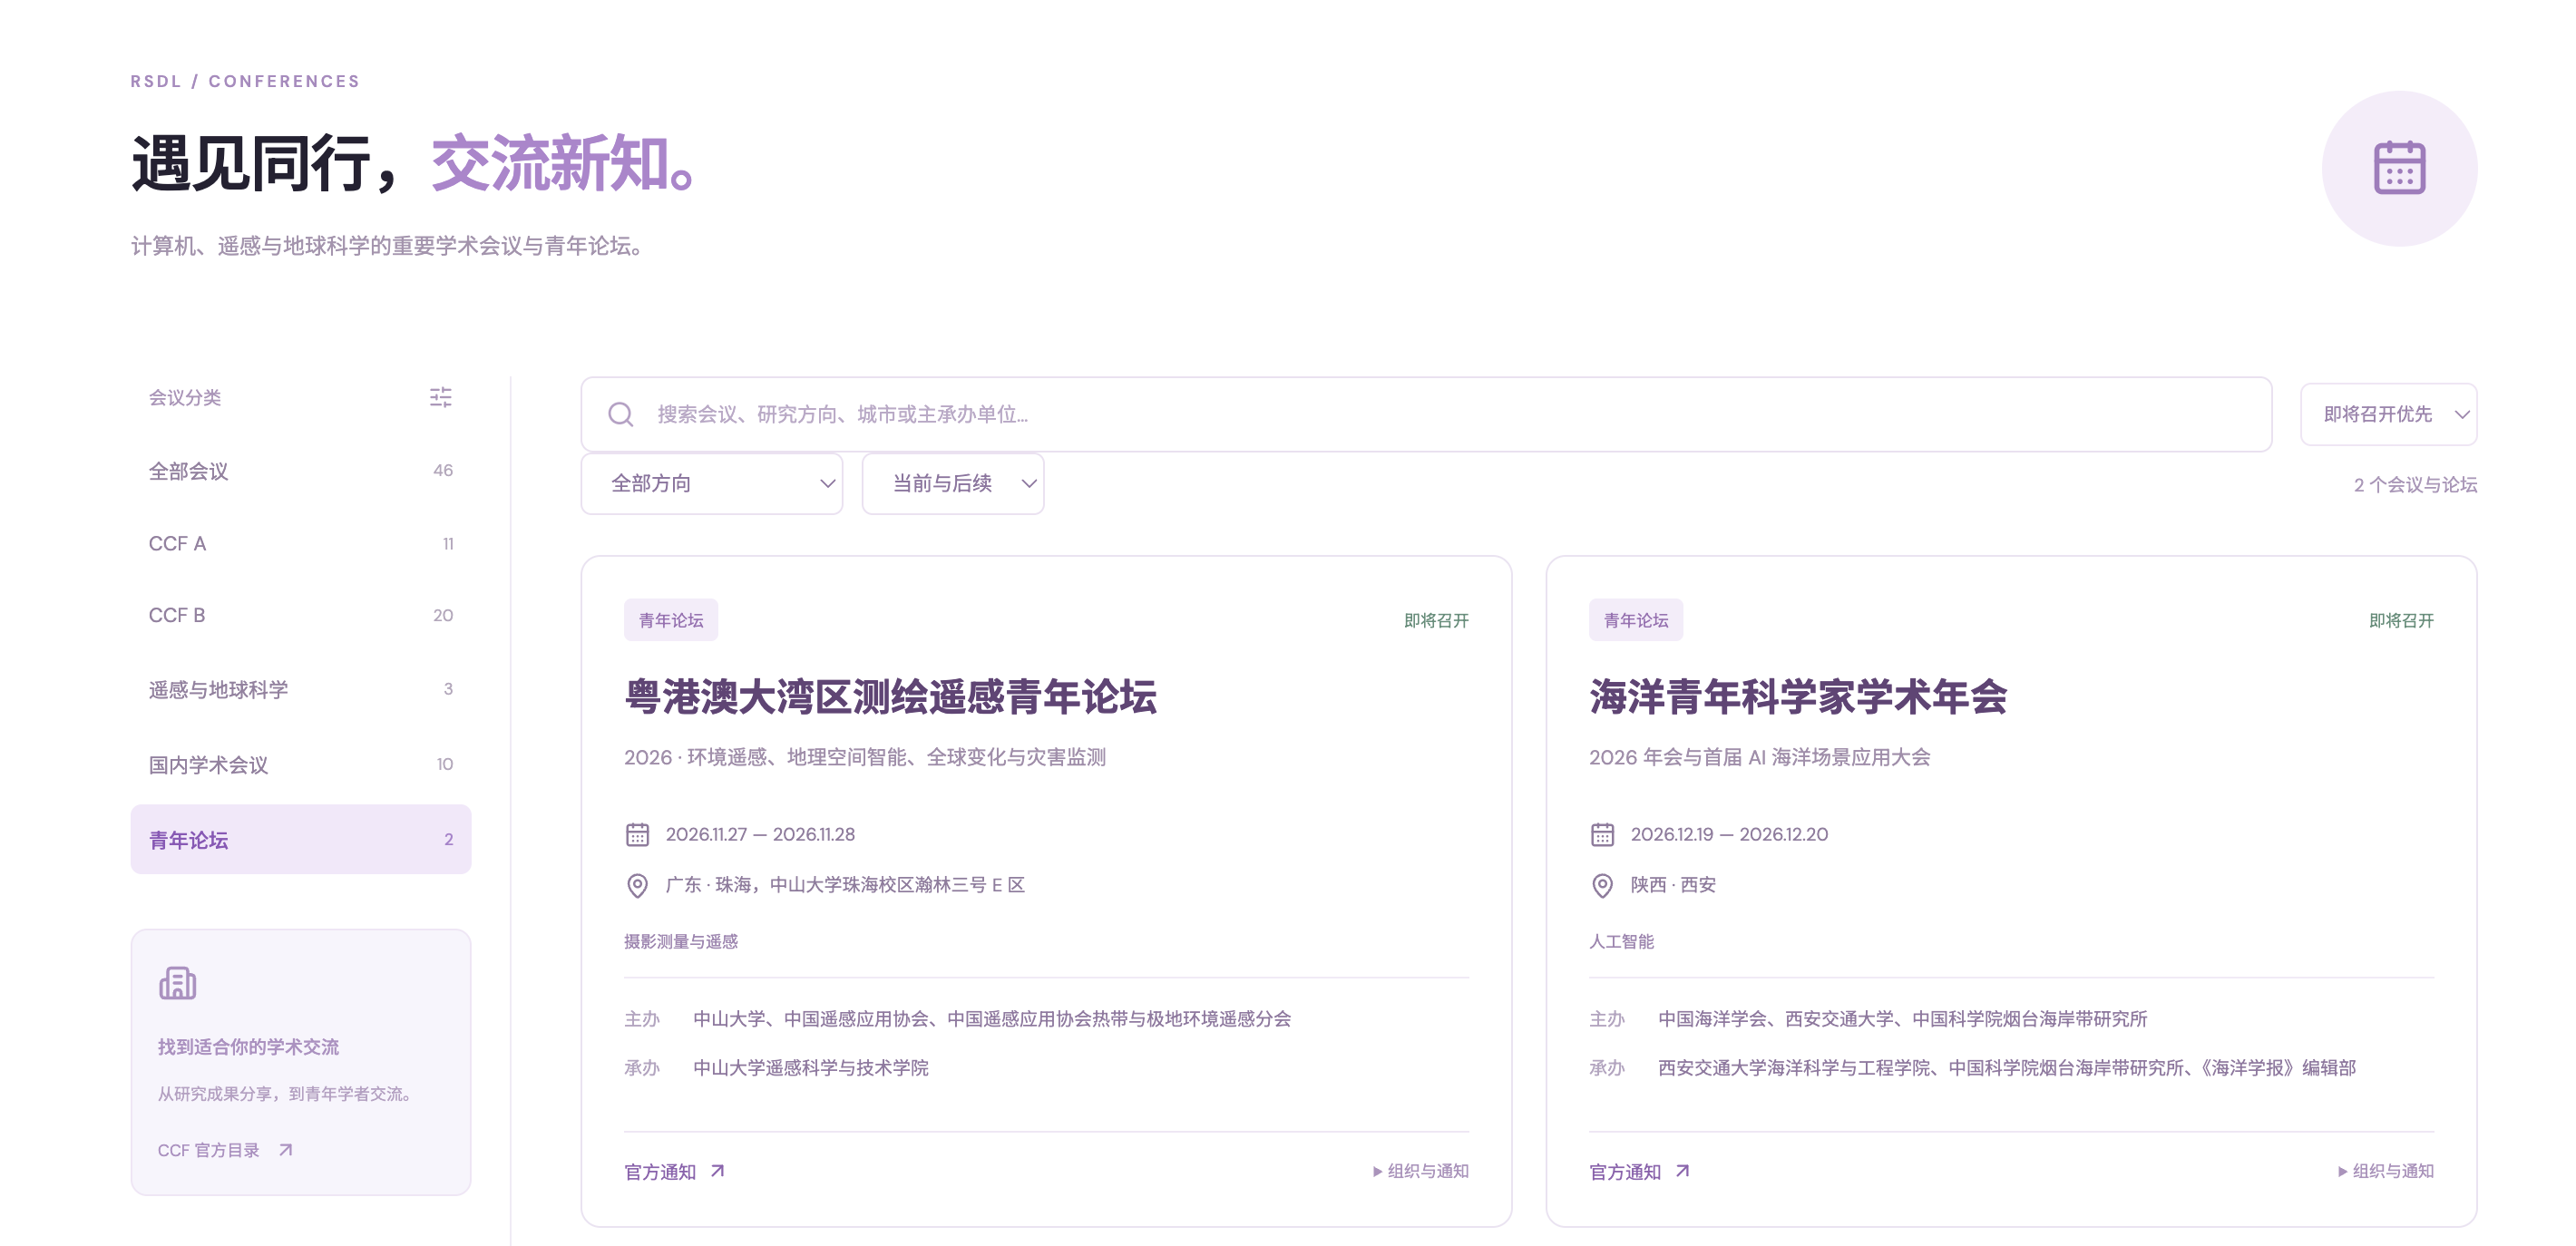 RSDL / CONFERENCES
遇见同行，交流新知。
计算机、遥感与地球科学的重要学术会议与青年论坛。
会议分类
全部会议 46
CCF A 11
CCF B 20
遥感与地球科学 3
国内学术会议 10
青年论坛 2
找到适合你的学术交流
从研究成果分享，到青年学者交流。
CCF 官方目录
搜索会议、研究方向、城市或主承办单位...
即将召开优先
全部方向
当前与后续
2 个会议与论坛
青年论坛
即将召开
粤港澳大湾区测绘遥感青年论坛
2026 · 环境遥感、地理空间智能、全球变化与灾害监测
2026.11.27 — 2026.11.28
广东 · 珠海，中山大学珠海校区瀚林三号 E 区
摄影测量与遥感
主办 中山大学、中国遥感应用协会、中国遥感应用协会热带与极地环境遥感分会
承办 中山大学遥感科学与技术学院
官方通知
组织与通知
青年论坛
即将召开
海洋青年科学家学术年会
2026 年会与首届 AI 海洋场景应用大会
2026.12.19 — 2026.12.20
陕西 · 西安
人工智能
主办 中国海洋学会、西安交通大学、中国科学院烟台海岸带研究所
承办 西安交通大学海洋科学与工程学院、中国科学院烟台海岸带研究所、《海洋学报》编辑部
官方通知
组织与通知